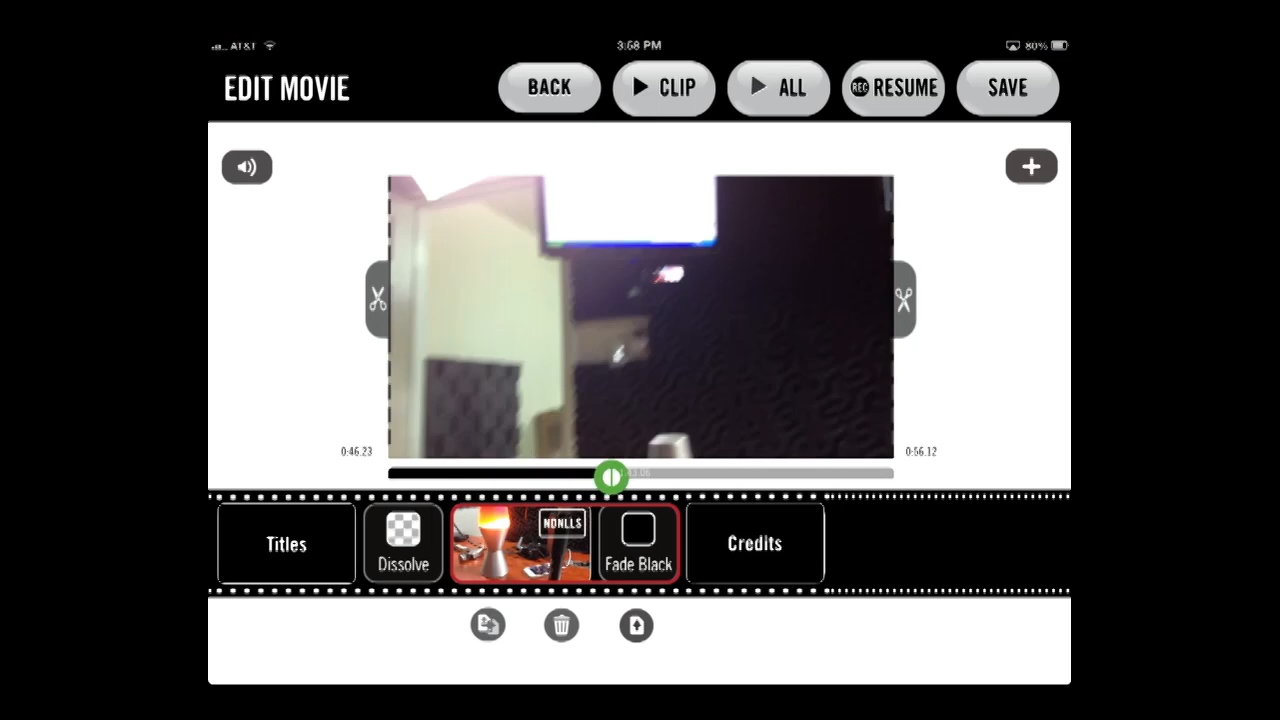 AT&T
3:58 PM
80%
EDIT MOVIE
BACK
CLIP
ALL
REC RESUME
SAVE
0:46.23
0:56.12
Titles
Dissolve
NDNLLS
Fade Black
Credits